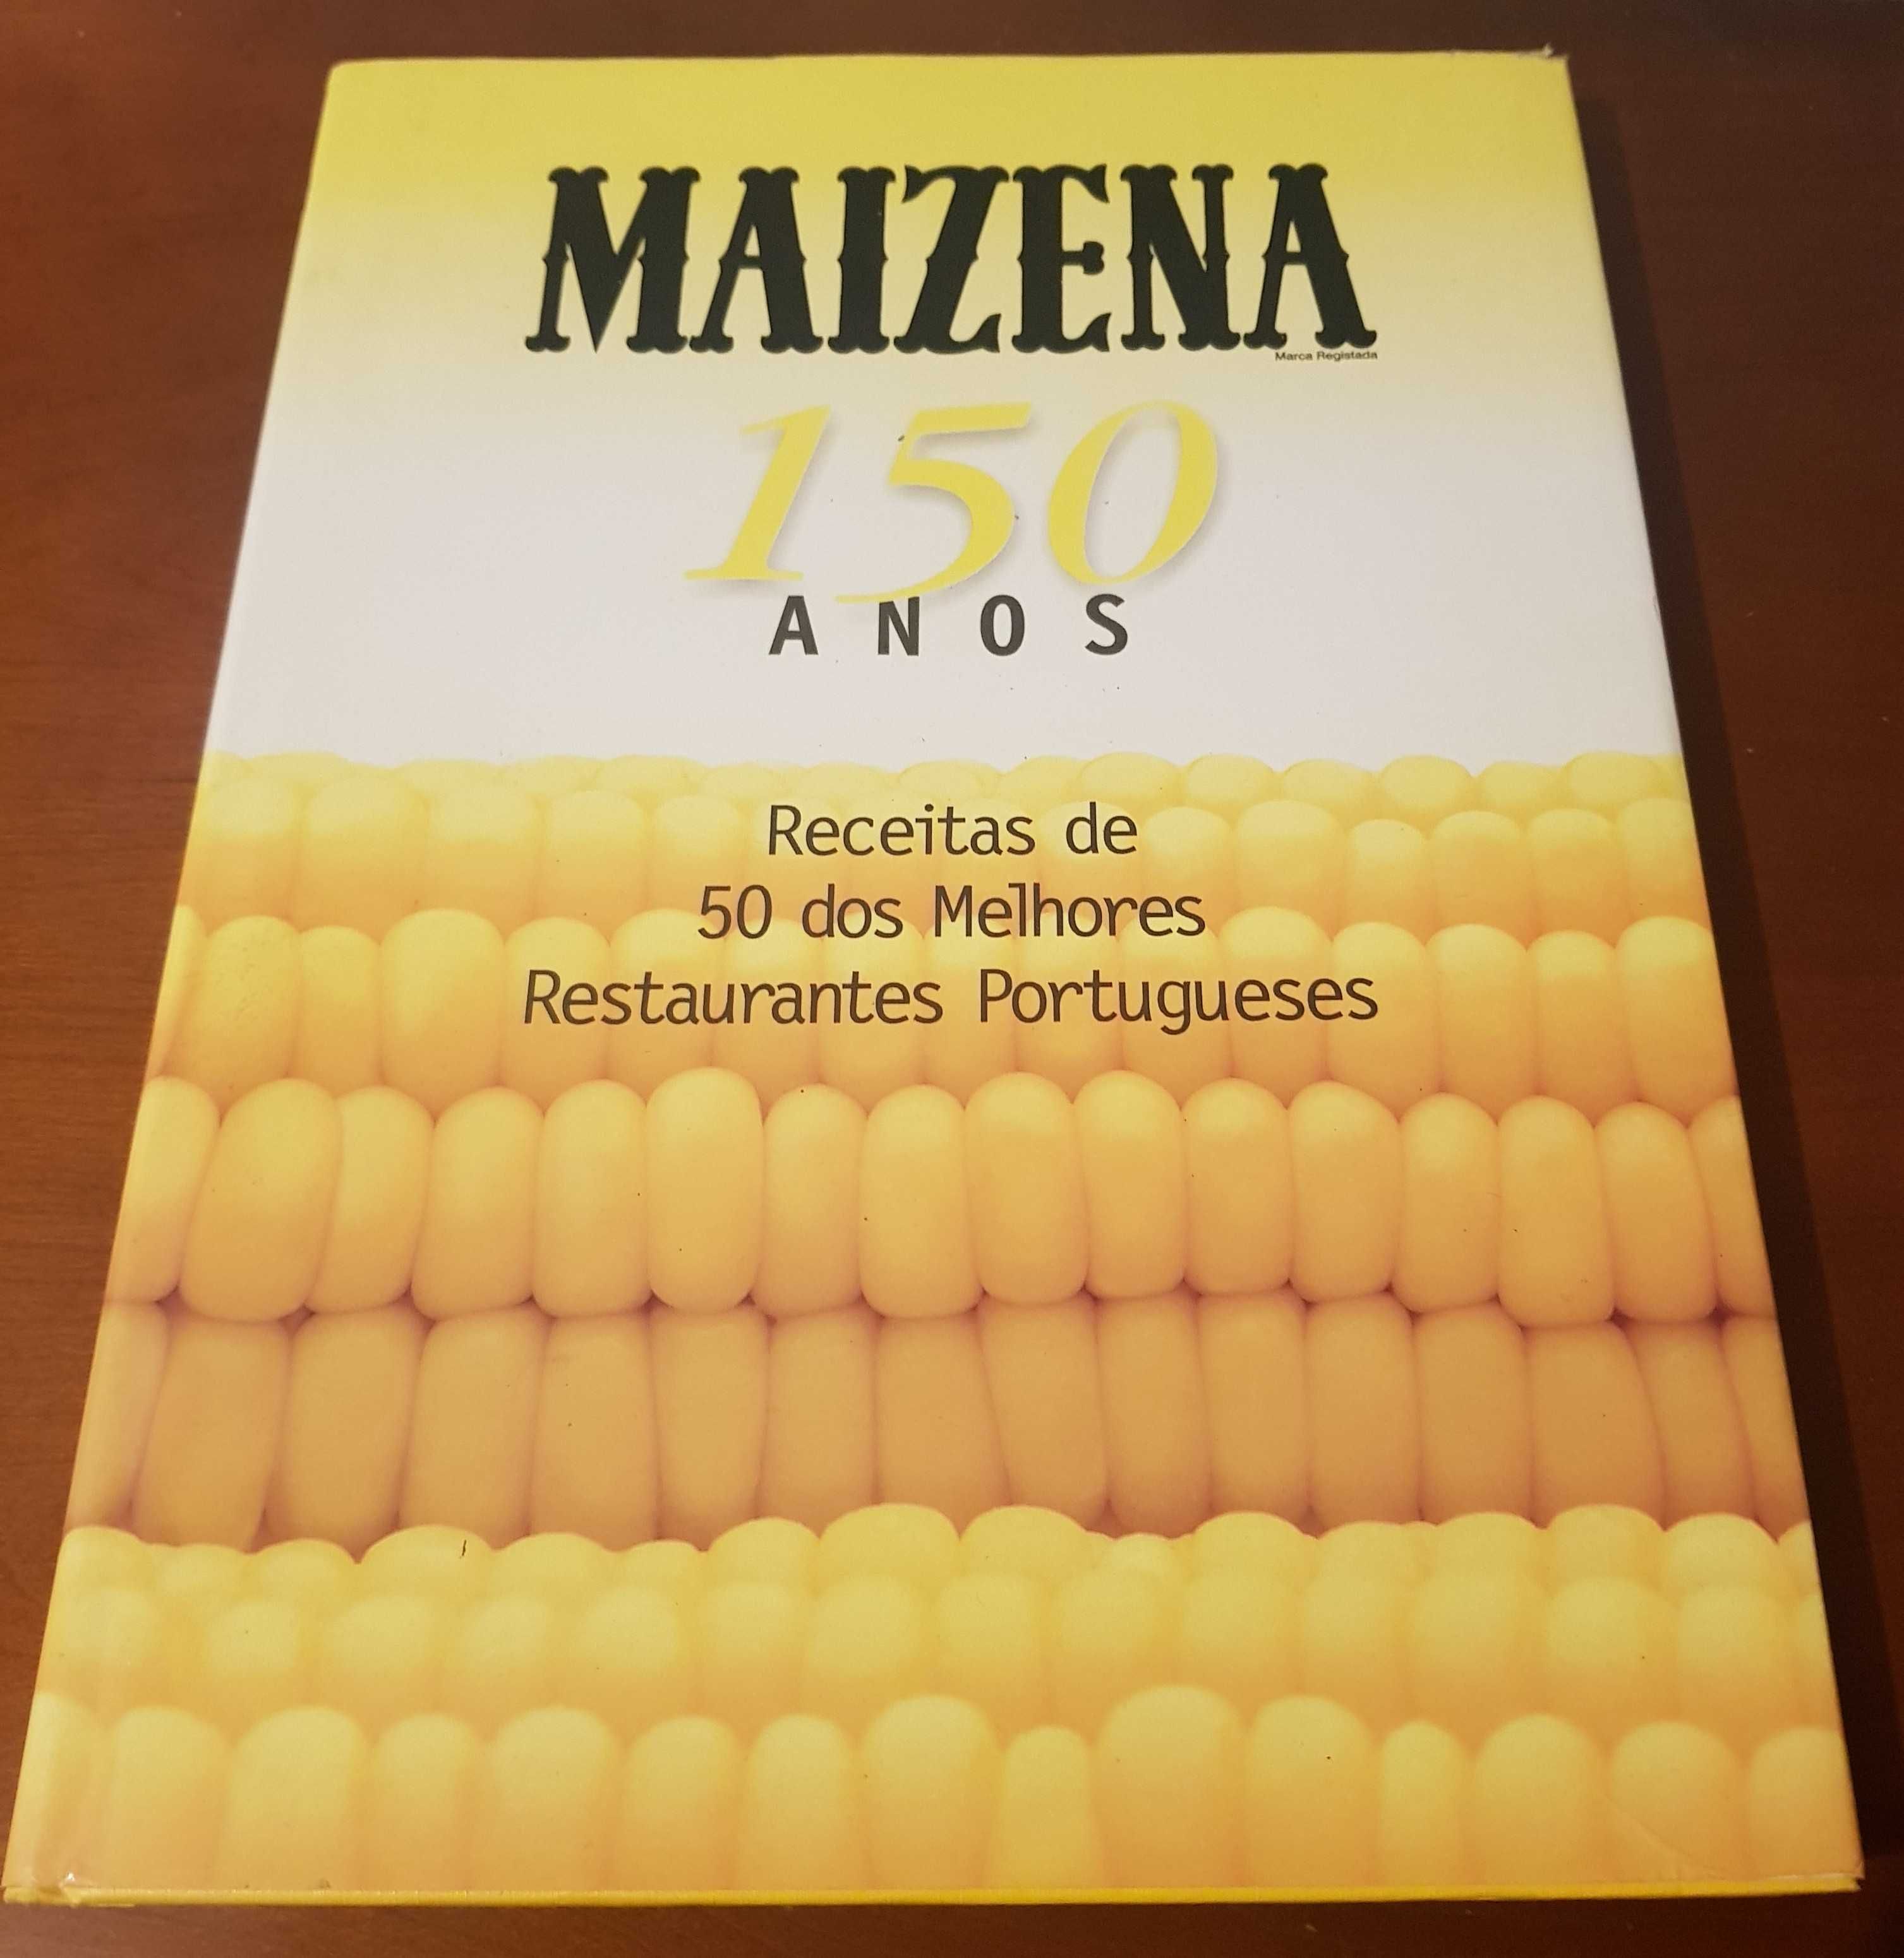 MAIZENA
Marca Registada
150
ANOS
Receitas de
50 dos Melhores
Restaurantes Portugueses